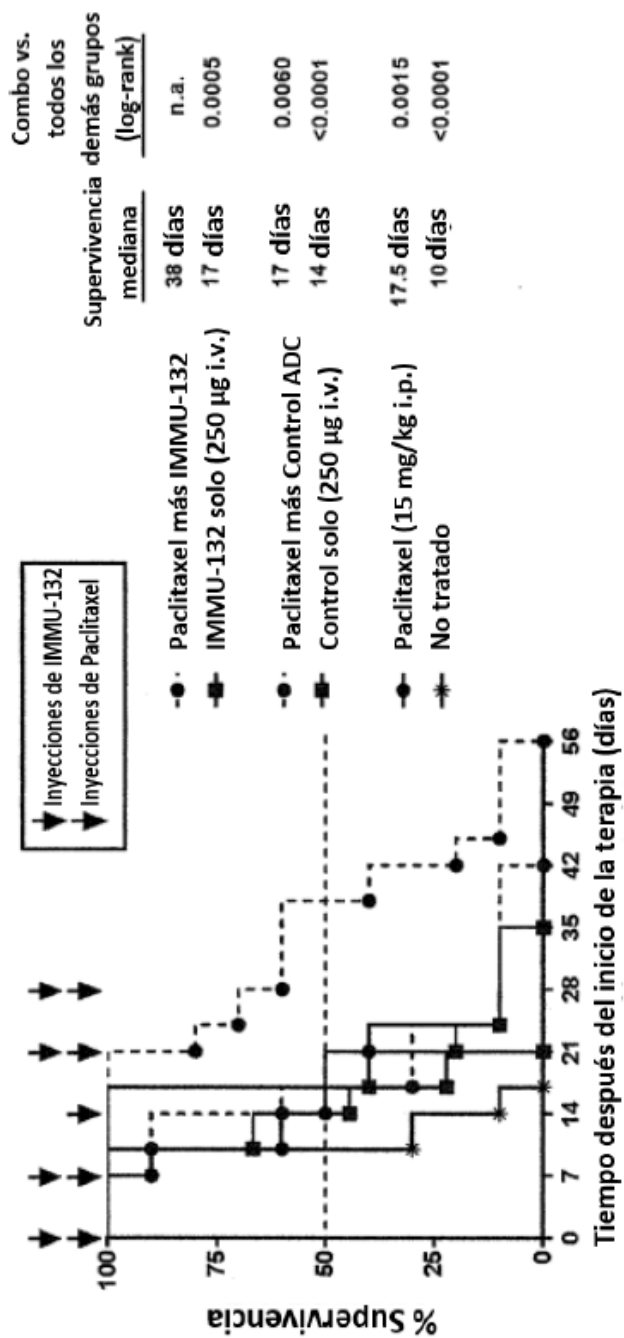 Inyecciones de IMMU-132
Inyecciones de Paclitaxel
% Supervivencia
100
75
50
25
0
0 7 14 21 28 35 42 49 56
Tiempo después del inicio de la terapia (días)
Combo vs.
todos los
Supervivencia demás grupos
mediana (log-rank)
Paclitaxel más IMMU-132 38 días n.a.
IMMU-132 solo (250 µg i.v.) 17 días 0.0005
Paclitaxel más Control ADC 17 días 0.0060
Control solo (250 µg i.v.) 14 días <0.0001
Paclitaxel (15 mg/kg i.p.) 17.5 días 0.0015
No tratado 10 días <0.0001